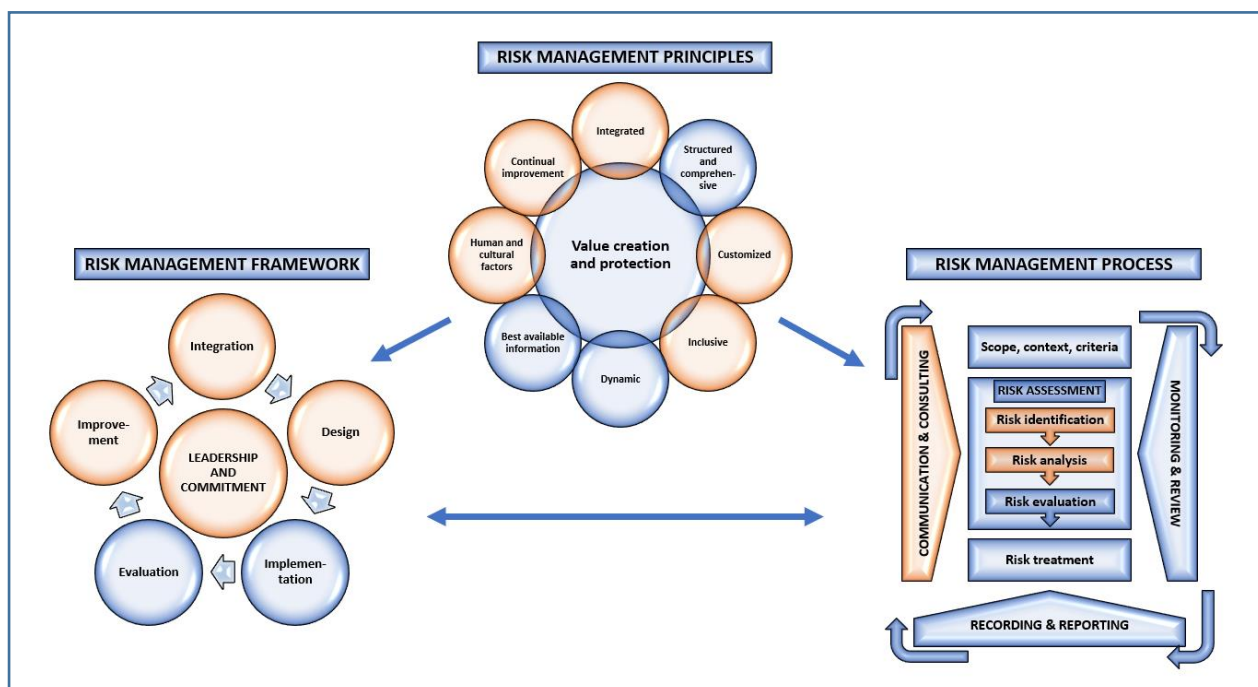 RISK MANAGEMENT PRINCIPLES
Integrated
Structured
and
comprehen-
sive
Customized
Inclusive
Dynamic
Best available
information
Human and
cultural
factors
Continual
improvement
Value creation
and protection
RISK MANAGEMENT FRAMEWORK
Integration
Design
Implemen-
tation
Evaluation
Improve-
ment
LEADERSHIP
AND
COMMITMENT
RISK MANAGEMENT PROCESS
COMMUNICATION & CONSULTING
Scope, context, criteria
RISK ASSESSMENT
Risk identification
Risk analysis
Risk evaluation
Risk treatment
MONITORING & REVIEW
RECORDING & REPORTING